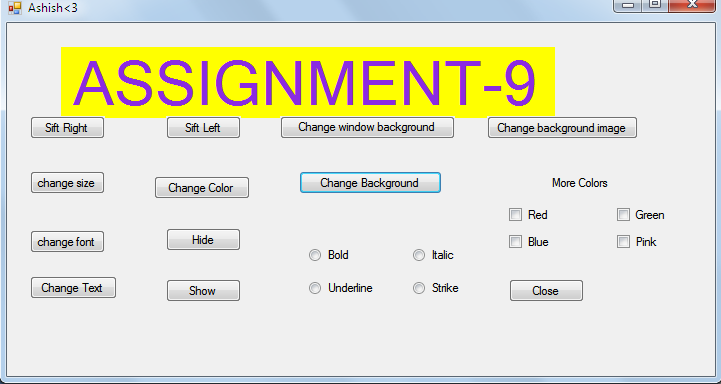 Ashish<3
ASSIGNMENT-9
Sift Right
Sift Left
Change window background
Change background image
change size
Change Color
Change Background
More Colors
Red
Green
change font
Hide
Blue
Pink
Bold
Italic
Change Text
Show
Underline
Strike
Close